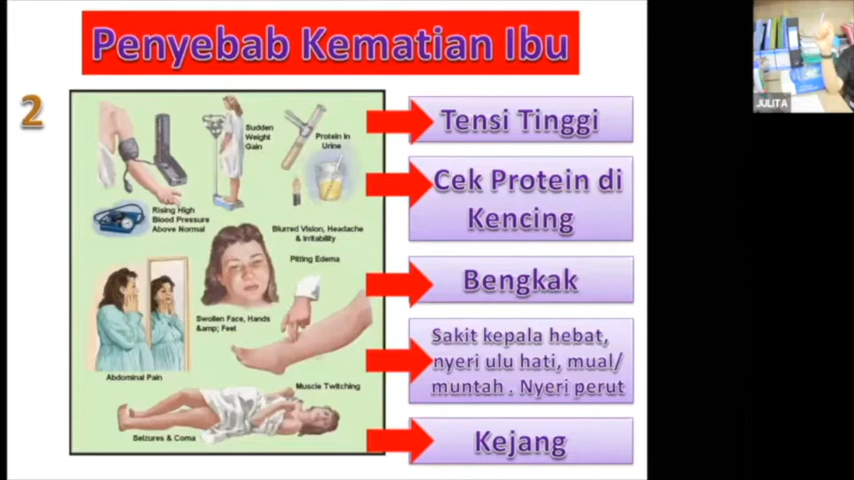 Penyebab Kematian Ibu
2
Sudden
Weight
Gain
Protein In
Urine
Rising High
Blood Pressure
Above Normal
Blurred Vision, Headache
& Irritability
Pitting Edema
Swollen Face, Hands
&amp; Feet
Abdominal Pain
Muscle Twitching
Seizures & Coma
Tensi Tinggi
Cek Protein di
Kencing
Bengkak
Sakit kepala hebat,
nyeri ulu hati, mual/
muntah . Nyeri perut
Kejang
JULITA